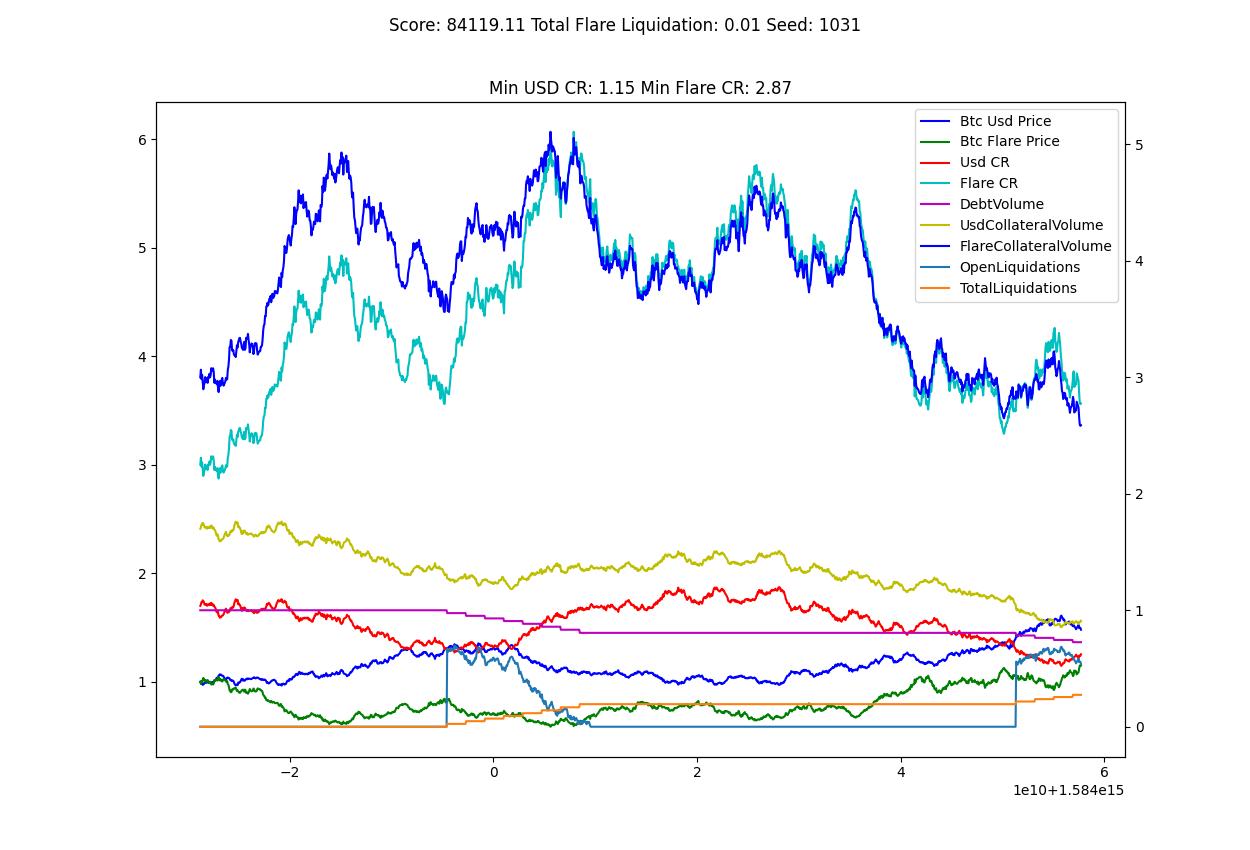 Score: 84119.11 Total Flare Liquidation: 0.01 Seed: 1031
Min USD CR: 1.15 Min Flare CR: 2.87
Btc Usd Price
Btc Flare Price
Usd CR
Flare CR
DebtVolume
UsdCollateralVolume
FlareCollateralVolume
OpenLiquidations
TotalLiquidations
6
5
4
3
2
1
5
4
3
2
1
0
−2
0
2
4
6
1e10+1.584e15